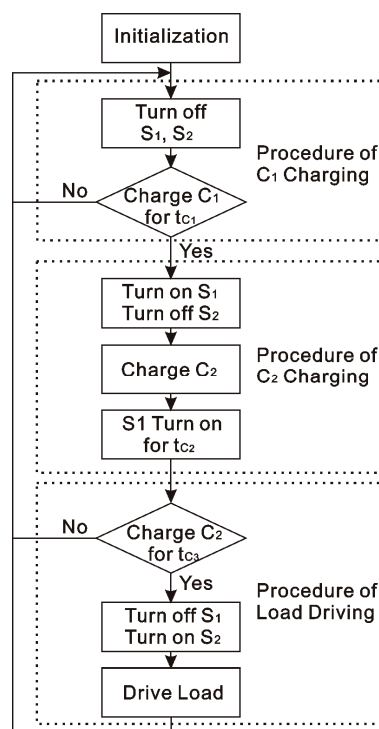 Initialization
Turn off
S1, S2
Procedure of
C1 Charging
No
Charge C1
for tC1
Yes
Turn on S1
Turn off S2
Procedure of
C2 Charging
Charge C2
S1 Turn on
for tC2
No
Charge C2
for tC3
Yes
Procedure of
Load Driving
Turn off S1
Turn on S2
Drive Load